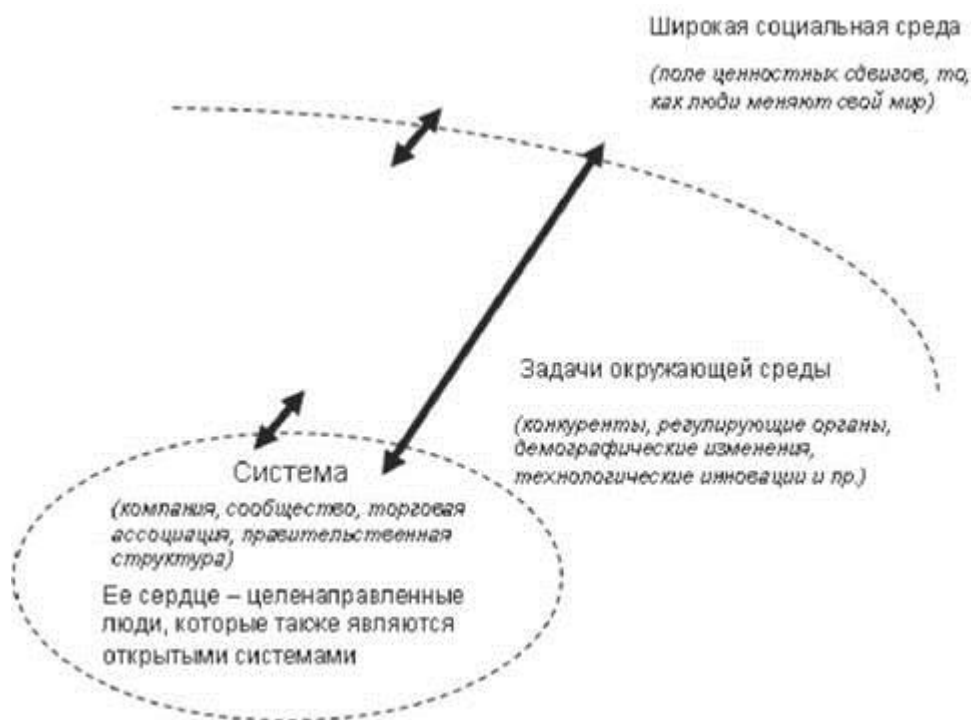 Широкая социальная среда
(поле ценностных сдвигов, то,
как люди меняют свой мир)
Задачи окружающей среды
(конкуренты, регулирующие органы,
демографические изменения,
технологические инновации и пр.)
Система
(компания, сообщество, торговая
ассоциация, правительственная
структура)
Ее сердце – целенаправленные
люди, которые также являются
открытыми системами